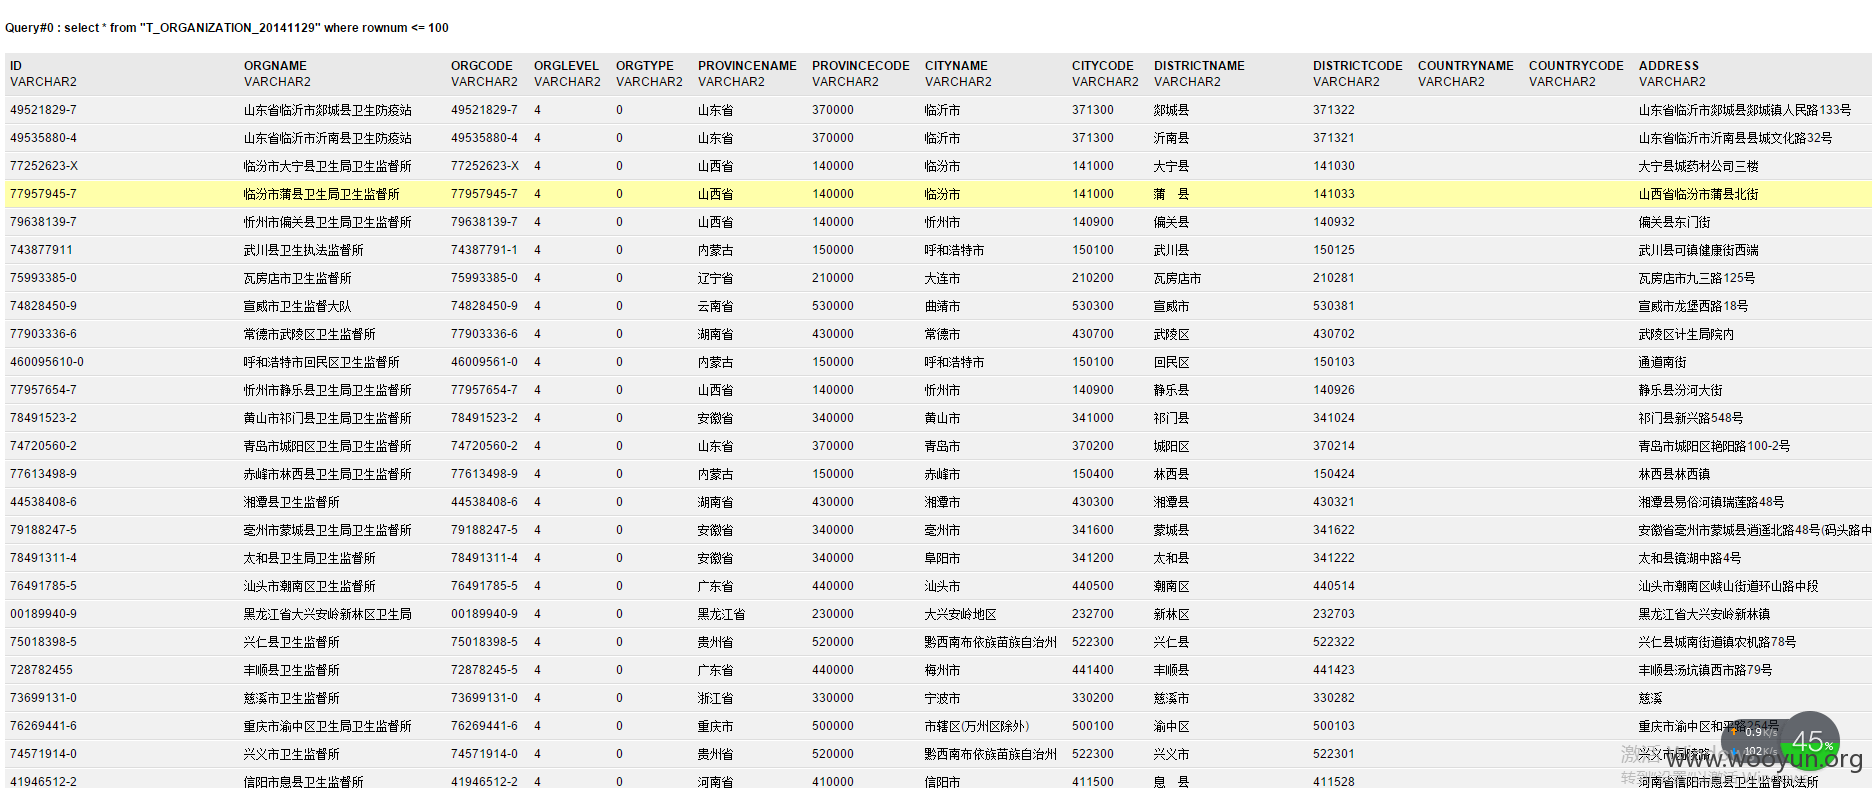 Query#0 : select * from "T_ORGANIZATION_20141129" where rownum <= 100
ID ORGNAME ORGCODE ORGLEVEL ORGTYPE PROVINCENAME PROVINCECODE CITYNAME CITYCODE DISTRICTNAME DISTRICTCODE COUNTRYNAME COUNTRYCODE ADDRESS
VARCHAR2 VARCHAR2 VARCHAR2 VARCHAR2 VARCHAR2 VARCHAR2 VARCHAR2 VARCHAR2 VARCHAR2 VARCHAR2 VARCHAR2 VARCHAR2 VARCHAR2 VARCHAR2
49521829-7 山东省临沂市郯城县卫生防疫站 49521829-7 4 0 山东省 370000 临沂市 371300 郯城县 371322 山东省临沂市郯城县郯城镇人民路133号
49535880-4 山东省临沂市沂南县卫生防疫站 49535880-4 4 0 山东省 370000 临沂市 371300 沂南县 371321 山东省临沂市沂南县县城文化路32号
77252623-X 临汾市大宁县卫生局卫生监督所 77252623-X 4 0 山西省 140000 临汾市 141000 大宁县 141030 大宁县城药材公司三楼
77957945-7 临汾市蒲县卫生局卫生监督所 77957945-7 4 0 山西省 140000 临汾市 141000 蒲 县 141033 山西省临汾市蒲县北街
79638139-7 忻州市偏关县卫生局卫生监督所 79638139-7 4 0 山西省 140000 忻州市 140900 偏关县 140932 偏关县东门街
743877911 武川县卫生执法监督所 74387791-1 4 0 内蒙古 150000 呼和浩特市 150100 武川县 150125 武川县可镇健康街西端
75993385-0 瓦房店市卫生监督所 75993385-0 4 0 辽宁省 210000 大连市 210200 瓦房店市 210281 瓦房店市九三路125号
74828450-9 宣威市卫生监督大队 74828450-9 4 0 云南省 530000 曲靖市 530300 宣威市 530381 宣威市龙堡西路18号
77903336-6 常德市武陵区卫生监督所 77903336-6 4 0 湖南省 430000 常德市 430700 武陵区 430702 武陵区计生局院内
460095610-0 呼和浩特市回民区卫生监督所 46009561-0 4 0 内蒙古 150000 呼和浩特市 150100 回民区 150103 通道南街
77957654-7 忻州市静乐县卫生局卫生监督所 77957654-7 4 0 山西省 140000 忻州市 140900 静乐县 140926 静乐县汾河大街
78491523-2 黄山市祁门县卫生局卫生监督所 78491523-2 4 0 安徽省 340000 黄山市 341000 祁门县 341024 祁门县新兴路548号
74720560-2 青岛市城阳区卫生局卫生监督所 74720560-2 4 0 山东省 370000 青岛市 370200 城阳区 370214 青岛市城阳区艳阳路100-2号
77613498-9 赤峰市林西县卫生局卫生监督所 77613498-9 4 0 内蒙古 150000 赤峰市 150400 林西县 150424 林西县林西镇
44538408-6 湘潭县卫生监督所 44538408-6 4 0 湖南省 430000 湘潭市 430300 湘潭县 430321 湘潭县易俗河镇瑞莲路48号
79188247-5 亳州市蒙城县卫生局卫生监督所 79188247-5 4 0 安徽省 340000 亳州市 341600 蒙城县 341622 安徽省亳州市蒙城县逍遥北路48号(码头路中
78491311-4 太和县卫生局卫生监督所 78491311-4 4 0 安徽省 340000 阜阳市 341200 太和县 341222 太和县镜湖中路4号
76491785-5 汕头市潮南区卫生监督所 76491785-5 4 0 广东省 440000 汕头市 440500 潮南区 440514 汕头市潮南区峡山街道环山路中段
00189940-9 黑龙江省大兴安岭新林区卫生局 00189940-9 4 0 黑龙江省 230000 大兴安岭地区 232700 新林区 232703 黑龙江省大兴安岭新林镇
75018398-5 兴仁县卫生监督所 75018398-5 4 0 贵州省 520000 黔西南布依族苗族自治州 522300 兴仁县 522322 兴仁县城南街道镇农机路78号
728782455 丰顺县卫生监督所 72878245-5 4 0 广东省 440000 梅州市 441400 丰顺县 441423 丰顺县汤坑镇西市路79号
73699131-0 慈溪市卫生监督所 73699131-0 4 0 浙江省 330000 宁波市 330200 慈溪市 330282 慈溪
76269441-6 重庆市渝中区卫生局卫生监督所 76269441-6 4 0 重庆市 500000 市辖区(万州区除外) 500100 渝中区 500103 重庆市渝中区和平路254号
74571914-0 兴义市卫生监督所 74571914-0 4 0 贵州省 520000 黔西南布依族苗族自治州 522300 兴义市 522301 兴义市
41946512-2 信阳市息县卫生监督所 41946512-2 4 0 河南省 410000 信阳市 411500 息 县 411528 河南省信阳市息县卫生监督执法所
0.9K/s
102K/s
45%
www.wooyun.org